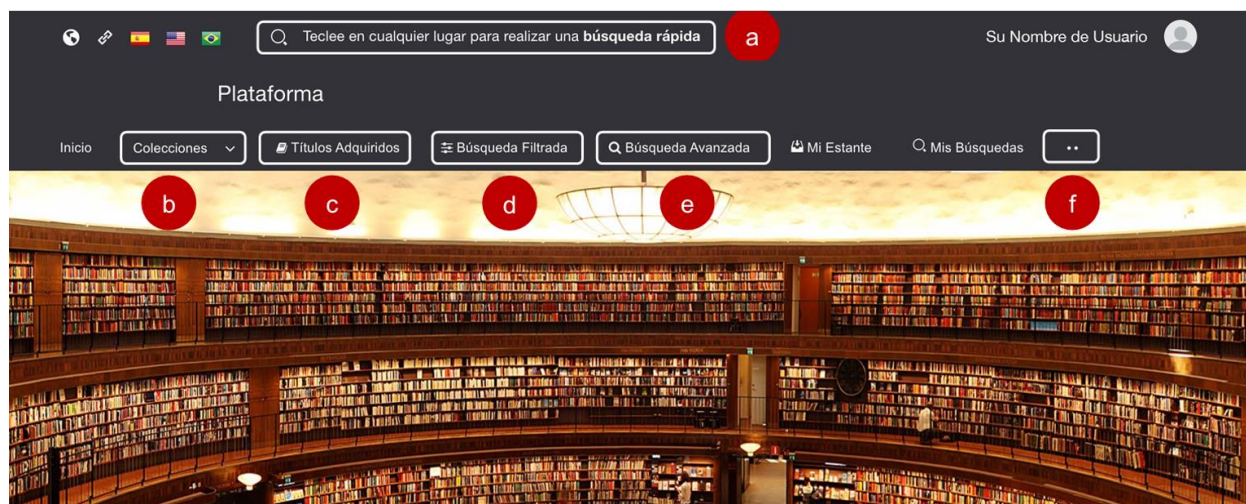 Teclee en cualquier lugar para realizar una búsqueda rápida
a
Su Nombre de Usuario
Plataforma
Inicio
Colecciones
Títulos Adquiridos
Búsqueda Filtrada
Búsqueda Avanzada
Mi Estante
Mis Búsquedas
..
b
c
d
e
f